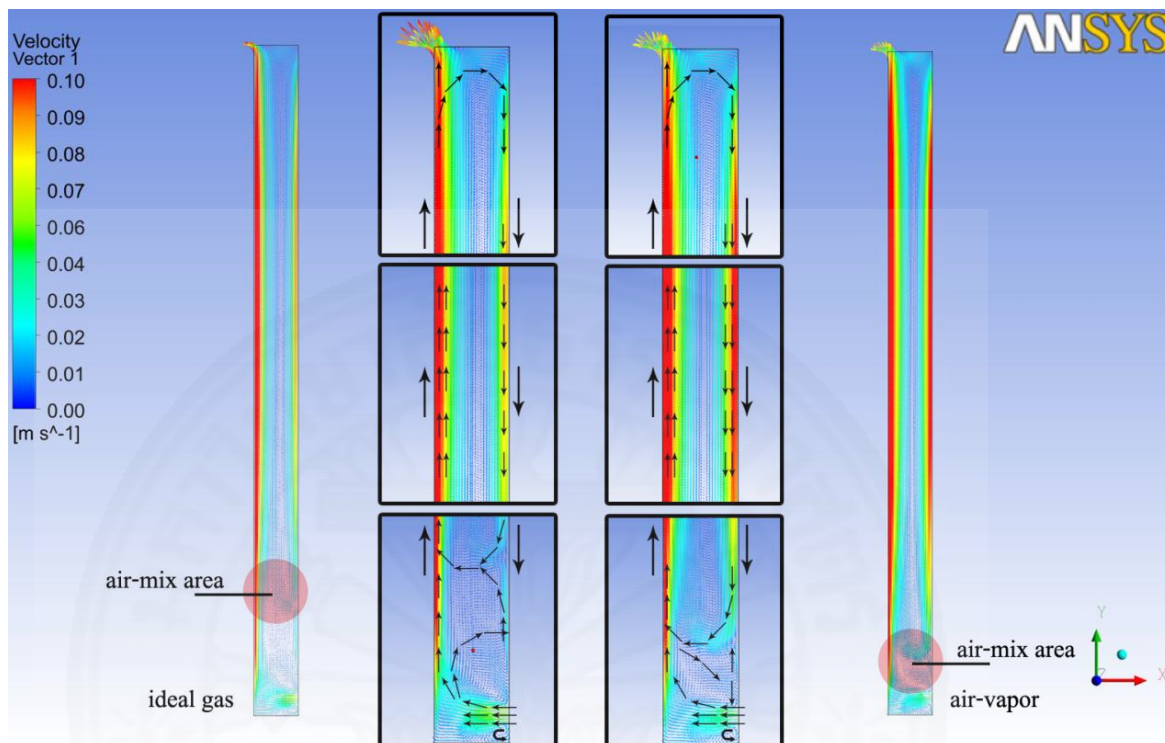 Velocity
Vector 1
0.10
0.09
0.08
0.07
0.06
0.05
0.04
0.03
0.02
0.01
0.00
[m s^-1]
air-mix area
ideal gas
ANSYS
air-mix area
air-vapor
Y
Z
X